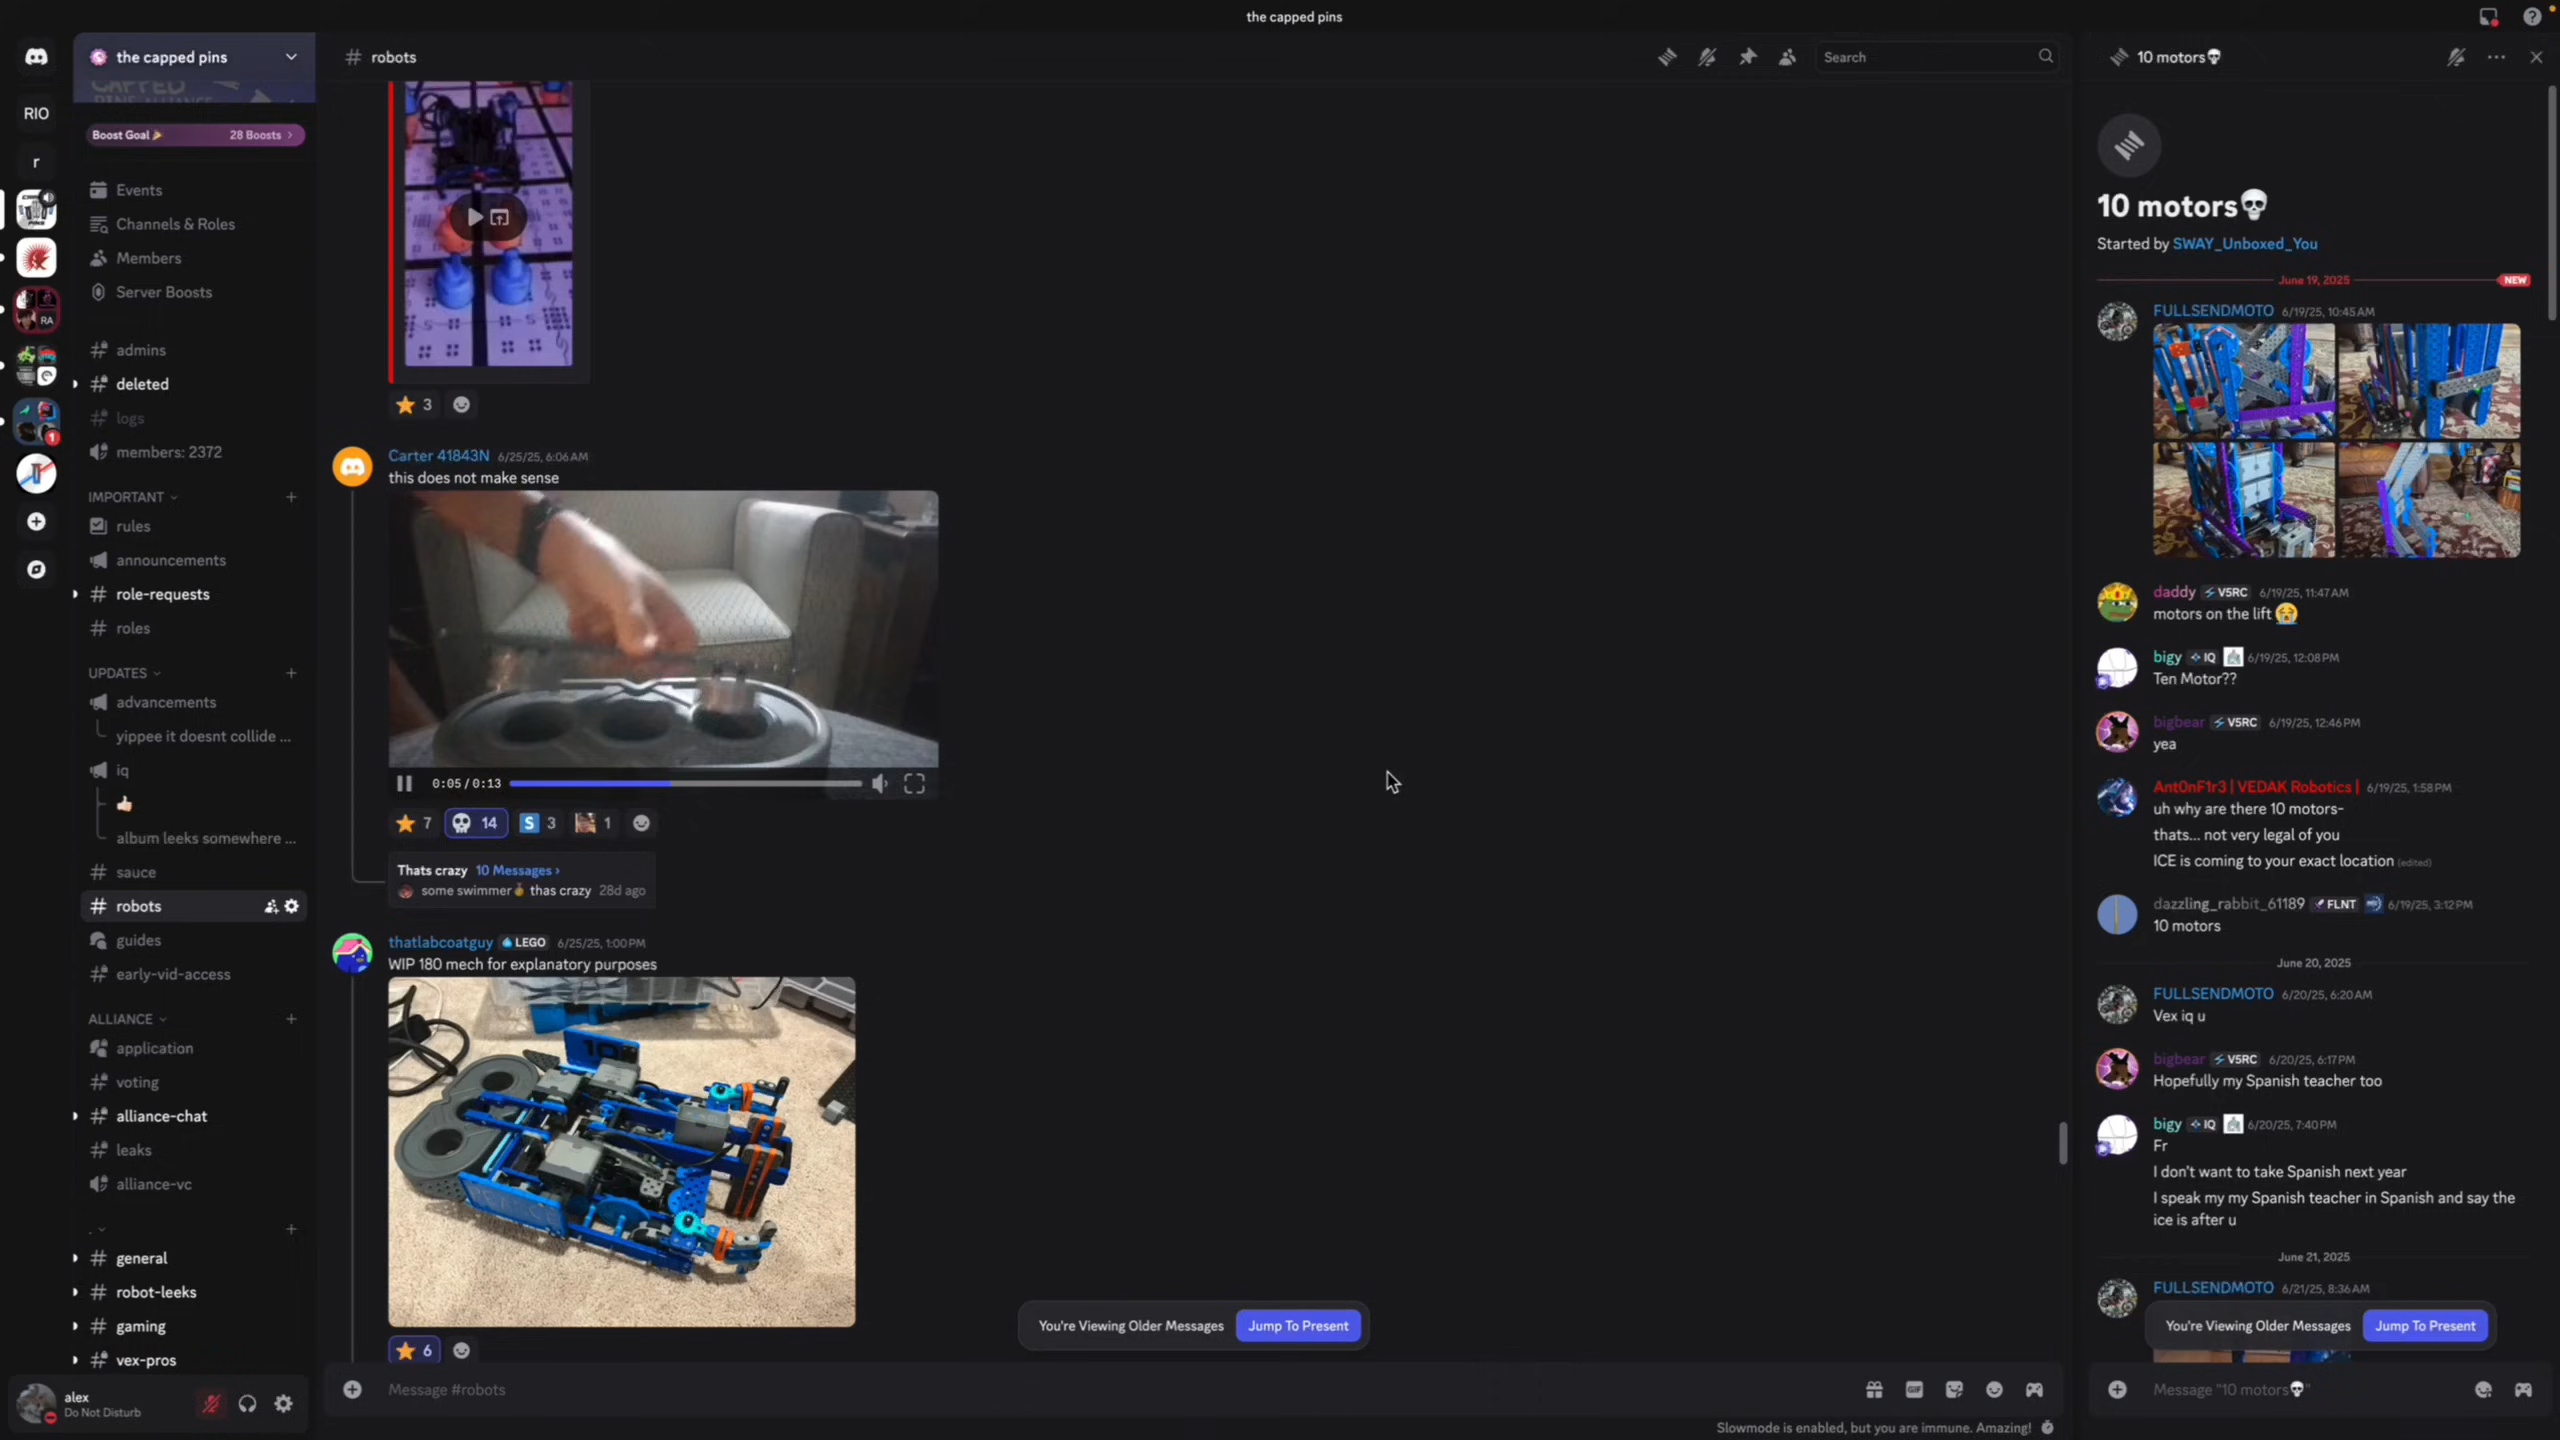 the capped pins
the capped pins
Boost Goal
28 Boosts
RIO
r
RA
1
Events
Channels & Roles
Members
Server Boosts
admins
deleted
logs
members: 2372
IMPORTANT
rules
announcements
role-requests
roles
UPDATES
advancements
yippee it doesnt collide ...
iq
👍🏻
album leeks somewhere ...
sauce
robots
guides
early-vid-access
ALLIANCE
application
voting
alliance-chat
leaks
alliance-vc
general
robot-leeks
gaming
vex-pros
alex
Do Not Disturb
# robots
Search
⭐ 3
Carter 41843N 6/25/25, 6:06 AM
this does not make sense
0:05 / 0:13
⭐ 7 💀 14 S 3 1
Thats crazy 10 Messages ›
some swimmer🏅 thas crazy 28d ago
thatlabcoatguy LEGO 6/25/25, 1:00 PM
WIP 180 mech for explanatory purposes
10
⭐ 6
You're Viewing Older Messages Jump To Present
Message #robots
Slowmode is enabled, but you are immune. Amazing!
10 motors💀
10 motors💀
Started by SWAY_Unboxed_You
June 19, 2025 NEW
FULLSENDMOTO 6/19/25 10:45 AM
daddy V5RC 6/19/25, 11:47 AM
motors on the lift 😭
bigy IQ 6/19/25, 12:08 PM
Ten Motor??
bigbear V5RC 6/19/25, 12:46 PM
yea
Ant0nF1r3 | VEDAK Robotics | 6/19/25, 1:58 PM
uh why are there 10 motors-
thats... not very legal of you
ICE is coming to your exact location (edited)
dazzling_rabbit_61189 FLNT 6/19/25, 3:12 PM
10 motors
June 20, 2025
FULLSENDMOTO 6/20/25 6:20 AM
Vex iq u
bigbear V5RC 6/20/25, 6:17 PM
Hopefully my Spanish teacher too
bigy IQ 6/20/25, 7:40 PM
Fr
I don't want to take Spanish next year
I speak my my Spanish teacher in Spanish and say the
ice is after u
June 21, 2025
FULLSENDMOTO 6/21/25, 8:36 AM
You're Viewing Older Messages Jump To Present
Message "10 motors💀"